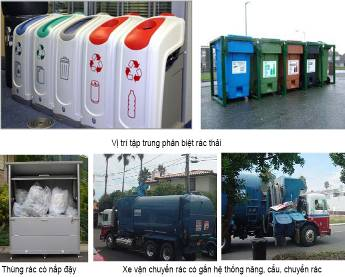 Vị trí tập trung phân biệt rác thải
Thùng rác có nắp đậy
Xe vận chuyển rác có gắn hệ thống nâng, cẩu, chuyển rác